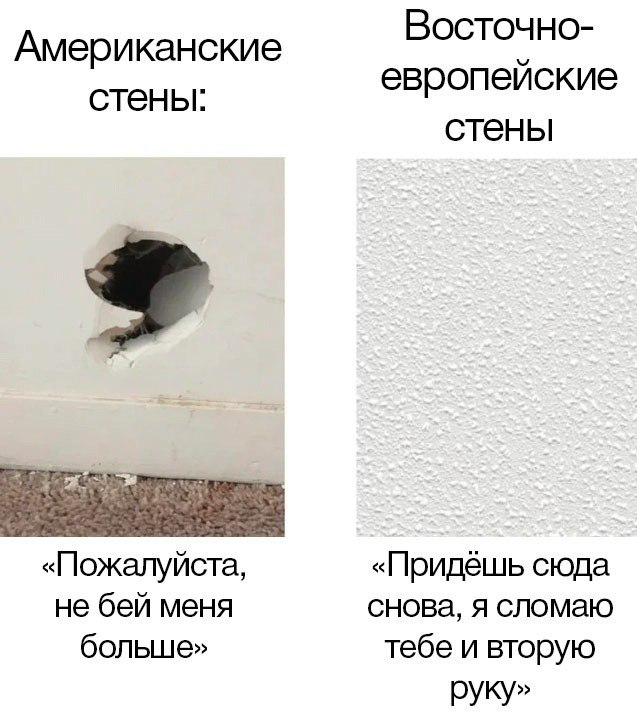 Американские
стены:
Восточно-
европейские
стены
«Пожалуйста,
не бей меня
больше»
«Придёшь сюда
снова, я сломаю
тебе и вторую
руку»